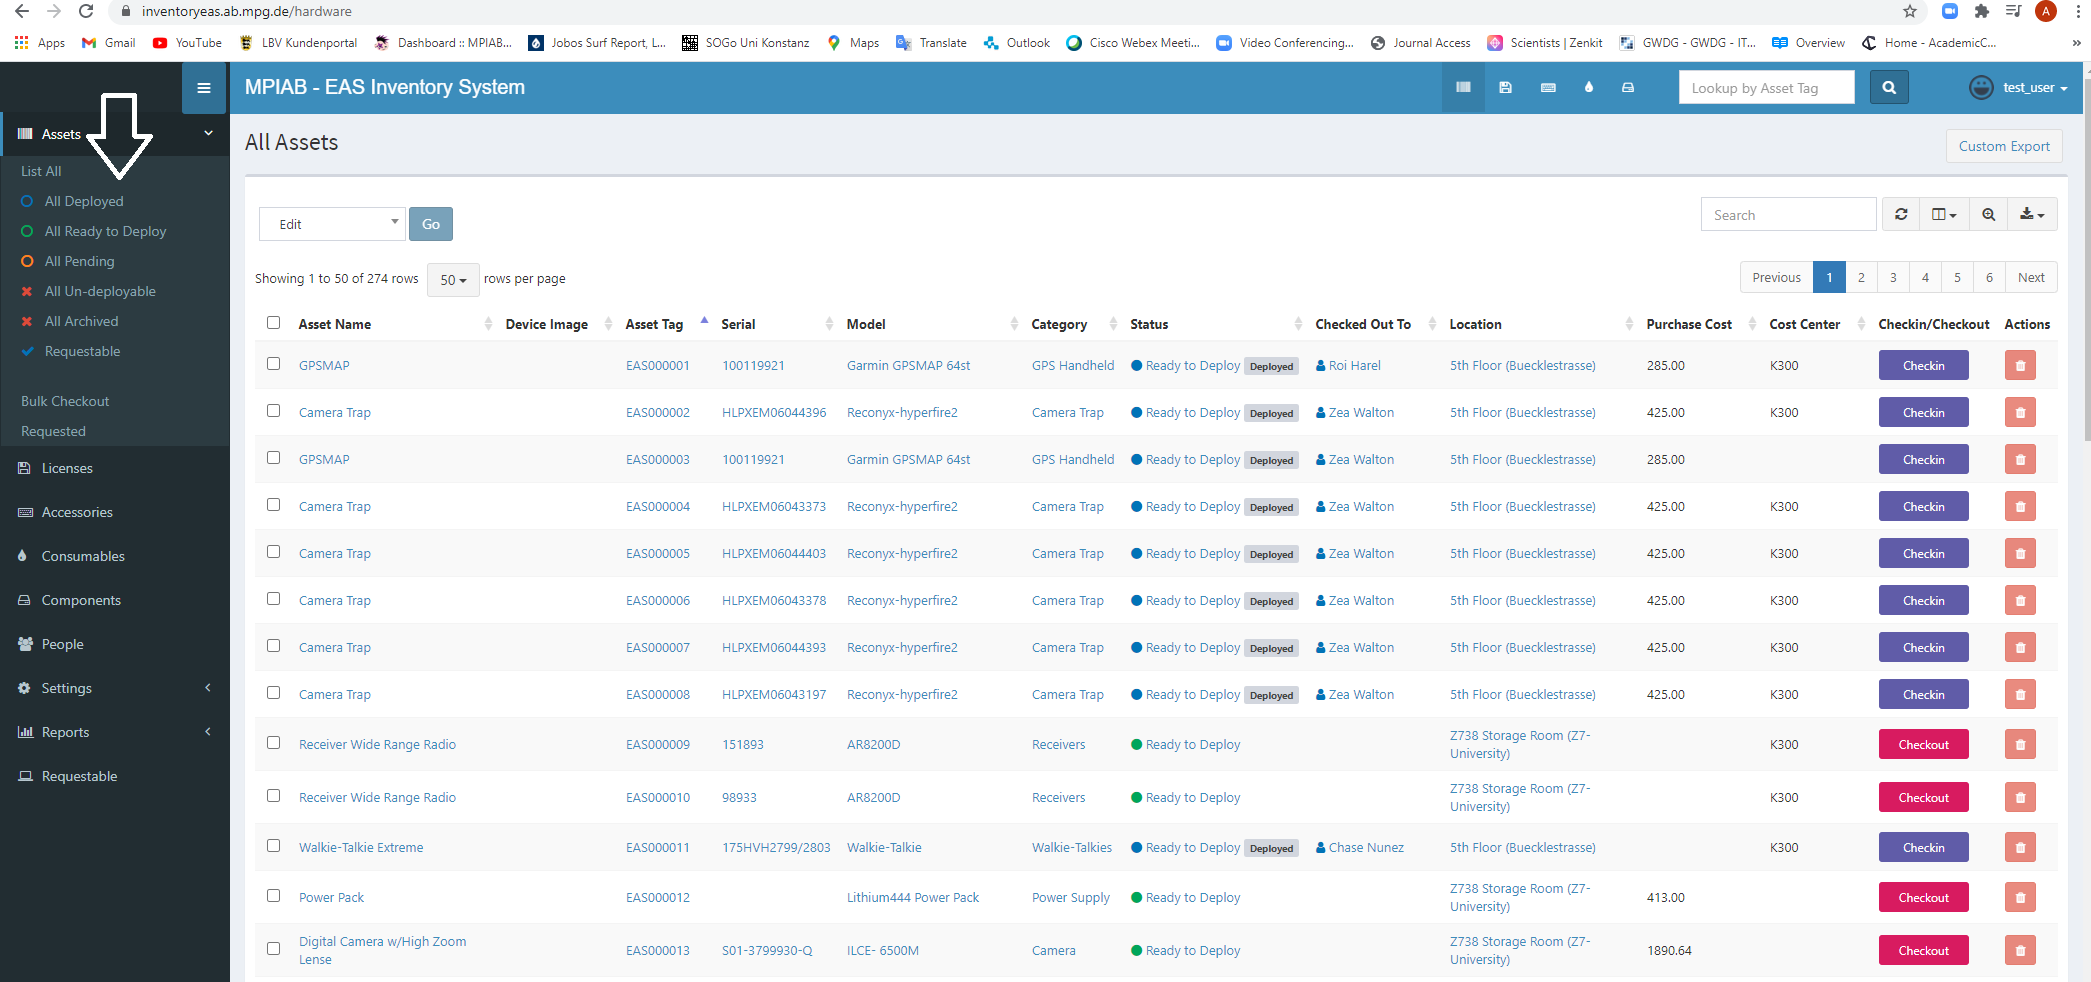 inventoryeas.ab.mpg.de/hardware
A
Apps Gmail YouTube LBV Kundenportal Dashboard :: MPIAB... Jobos Surf Report, L... SOGo Uni Konstanz Maps Translate Outlook Cisco Webex Meeti... Video Conferencing... Journal Access Scientists | Zenkit GWDG - GWDG - IT... Overview Home - AcademicC... »
MPIAB - EAS Inventory System Lookup by Asset Tag test_user
Assets
List All
All Deployed
All Ready to Deploy
All Pending
All Un-deployable
All Archived
Requestable
Bulk Checkout
Requested
Licenses
Accessories
Consumables
Components
People
Settings
Reports
Requestable
All Assets Custom Export
Edit Go Search
Showing 1 to 50 of 274 rows 50 rows per page Previous 1 2 3 4 5 6 Next
Asset Name Device Image Asset Tag Serial Model Category Status Checked Out To Location Purchase Cost Cost Center Checkin/Checkout Actions
GPSMAP EAS000001 100119921 Garmin GPSMAP 64st GPS Handheld Ready to Deploy Deployed Roi Harel 5th Floor (Buecklestrasse) 285.00 K300 Checkin
Camera Trap EAS000002 HLPXEM06044396 Reconyx-hyperfire2 Camera Trap Ready to Deploy Deployed Zea Walton 5th Floor (Buecklestrasse) 425.00 K300 Checkin
GPSMAP EAS000003 100119921 Garmin GPSMAP 64st GPS Handheld Ready to Deploy Deployed Zea Walton 5th Floor (Buecklestrasse) 285.00 Checkin
Camera Trap EAS000004 HLPXEM06043373 Reconyx-hyperfire2 Camera Trap Ready to Deploy Deployed Zea Walton 5th Floor (Buecklestrasse) 425.00 K300 Checkin
Camera Trap EAS000005 HLPXEM06044403 Reconyx-hyperfire2 Camera Trap Ready to Deploy Deployed Zea Walton 5th Floor (Buecklestrasse) 425.00 K300 Checkin
Camera Trap EAS000006 HLPXEM06043378 Reconyx-hyperfire2 Camera Trap Ready to Deploy Deployed Zea Walton 5th Floor (Buecklestrasse) 425.00 K300 Checkin
Camera Trap EAS000007 HLPXEM06044393 Reconyx-hyperfire2 Camera Trap Ready to Deploy Deployed Zea Walton 5th Floor (Buecklestrasse) 425.00 K300 Checkin
Camera Trap EAS000008 HLPXEM06043197 Reconyx-hyperfire2 Camera Trap Ready to Deploy Deployed Zea Walton 5th Floor (Buecklestrasse) 425.00 K300 Checkin
Receiver Wide Range Radio EAS000009 151893 AR8200D Receivers Ready to Deploy Z738 Storage Room (Z7-
University) K300 Checkout
Receiver Wide Range Radio EAS000010 98933 AR8200D Receivers Ready to Deploy Z738 Storage Room (Z7-
University) K300 Checkout
Walkie-Talkie Extreme EAS000011 175HVH2799/2803 Walkie-Talkie Walkie-Talkies Ready to Deploy Deployed Chase Nunez 5th Floor (Buecklestrasse) K300 Checkin
Power Pack EAS000012 Lithium444 Power Pack Power Supply Ready to Deploy Z738 Storage Room (Z7-
University) 413.00 Checkout
Digital Camera w/High Zoom
Lense EAS000013 S01-3799930-Q ILCE- 6500M Camera Ready to Deploy Z738 Storage Room (Z7-
University) 1890.64 Checkout